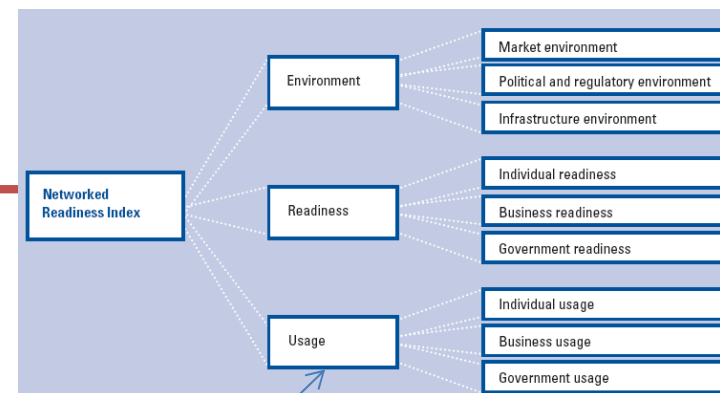 Market environment
Environment
Political and regulatory environment
Infrastructure environment
Networked
Readiness Index
Individual readiness
Readiness
Business readiness
Government readiness
Individual usage
Usage
Business usage
Government usage